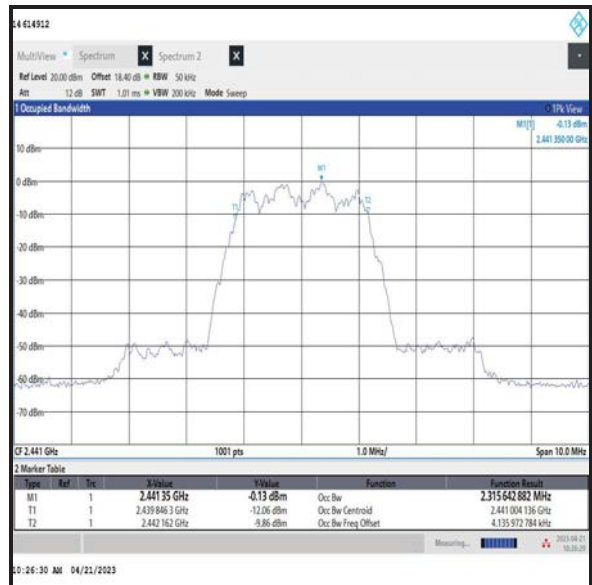 14 614912
MultiView Spectrum X Spectrum 2 X
Ref Level 20.00 dBm Offset 18.40 dB RBW 50 kHz
Att 12 dB SWT 1.01 ms VBW 200 kHz Mode Sweep
1 Occupied Bandwidth 1Pk View
M1[1] -0.13 dBm
2.441 350 00 GHz
10 dBm
M1
0 dBm
T1 T2
-10 dBm
-20 dBm
-30 dBm
-40 dBm
-50 dBm
-60 dBm
-70 dBm
CF 2.441 GHz 1001 pts 1.0 MHz/ Span 10.0 MHz
2 Marker Table
Type Ref Trc X-Value Y-Value Function Function Result
M1 1 2.441 35 GHz -0.13 dBm Occ Bw 2.315 642 882 MHz
T1 1 2.439 846 3 GHz -12.06 dBm Occ Bw Centroid 2.441 004 136 GHz
T2 1 2.442 162 GHz -9.86 dBm Occ Bw Freq Offset 4.135 972 784 kHz
Measuring...
10:26:30 AM 04/21/2023